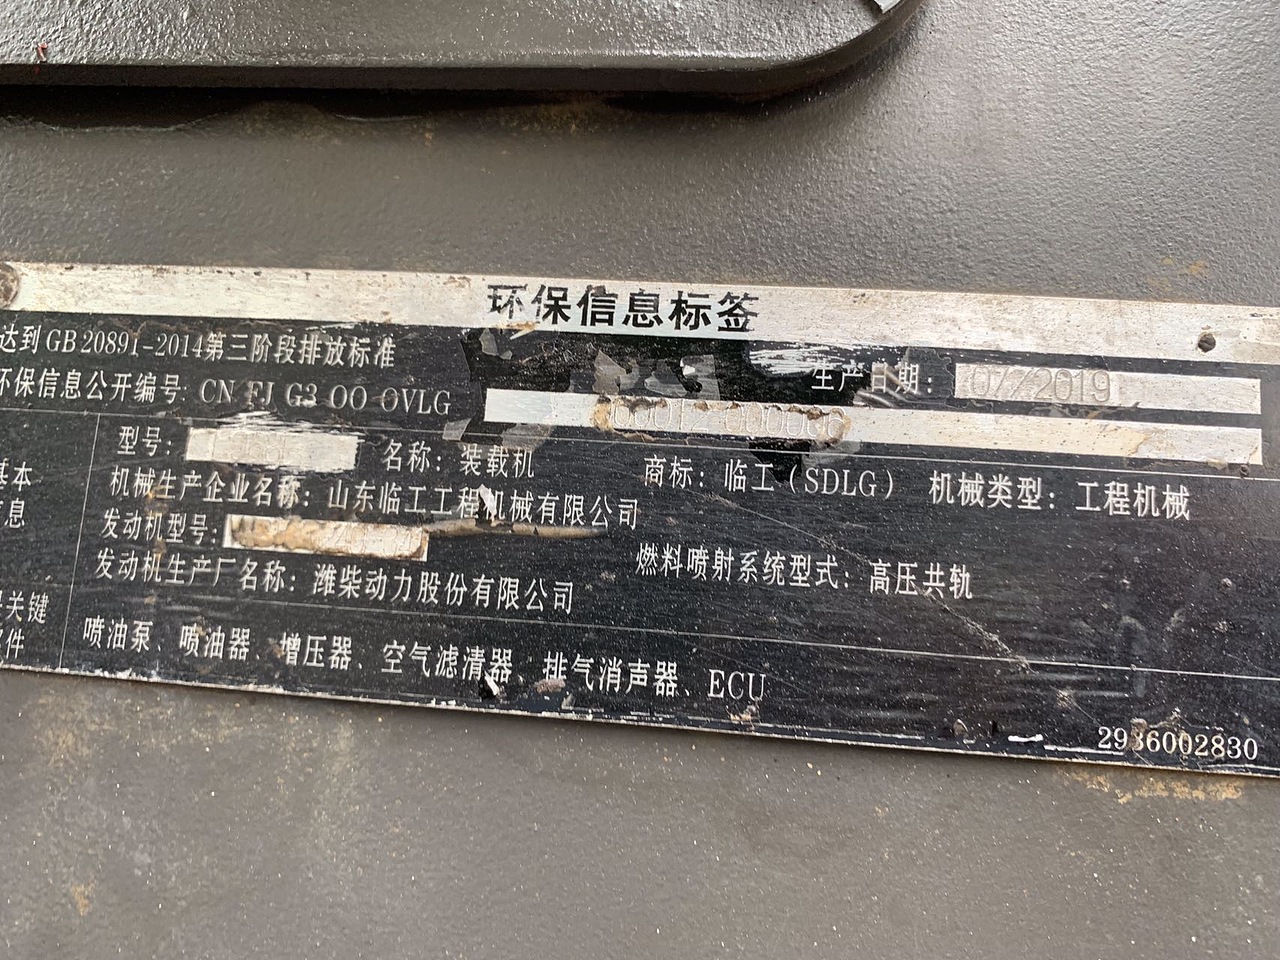 环保信息标签
达到GB 20891-2014第三阶段排放标准
生产日期: 07/2019
环保信息公开编号: CN FJ G3 00 0VLG 00012 000006
型号:
名称: 装载机
商标: 临工(SDLG)
机械类型: 工程机械
基本
信息
机械生产企业名称: 山东临工工程机械有限公司
发动机型号:
燃料喷射系统型式: 高压共轨
发动机生产厂名称: 潍柴动力股份有限公司
关键
件
喷油泵、喷油器、增压器、空气滤清器、排气消声器、ECU
2936002830